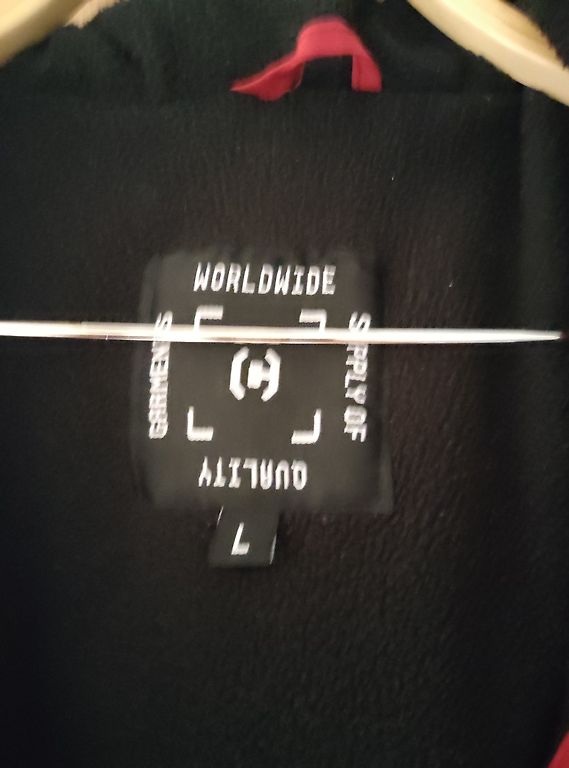 WORLDWIDE
SUPPLY OF
QUALITY
GARMENTS
L